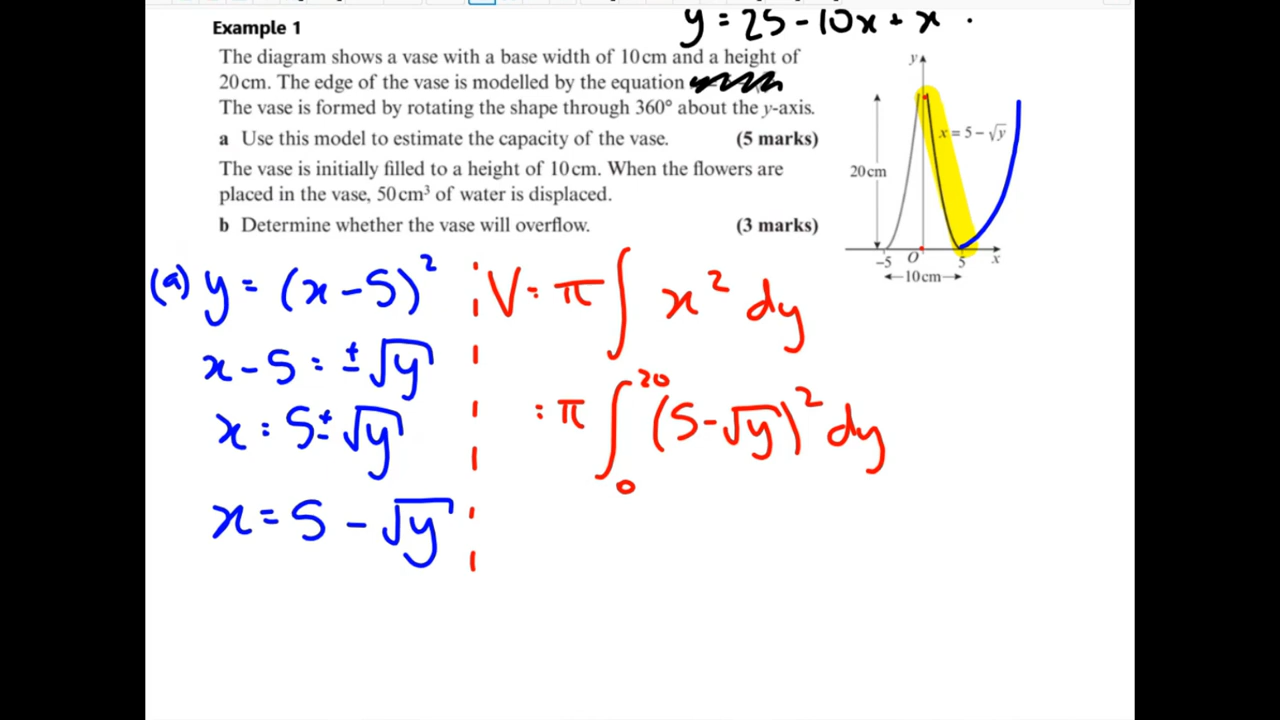 y = 25 - 10x + x
Example 1
The diagram shows a vase with a base width of 10 cm and a height of
20 cm. The edge of the vase is modelled by the equation
The vase is formed by rotating the shape through 360° about the y-axis.
a Use this model to estimate the capacity of the vase. (5 marks)
The vase is initially filled to a height of 10 cm. When the flowers are
placed in the vase, 50 cm³ of water is displaced.
b Determine whether the vase will overflow. (3 marks)
y
x = 5 − √y
20 cm
−5 O 5 x
10 cm
(a) y = (x - 5)²
x - 5 = ±√y
x = 5 ± √y
x = 5 - √y
V = π ∫ x² dy
= π ∫₀²⁰ (5 - √y)² dy